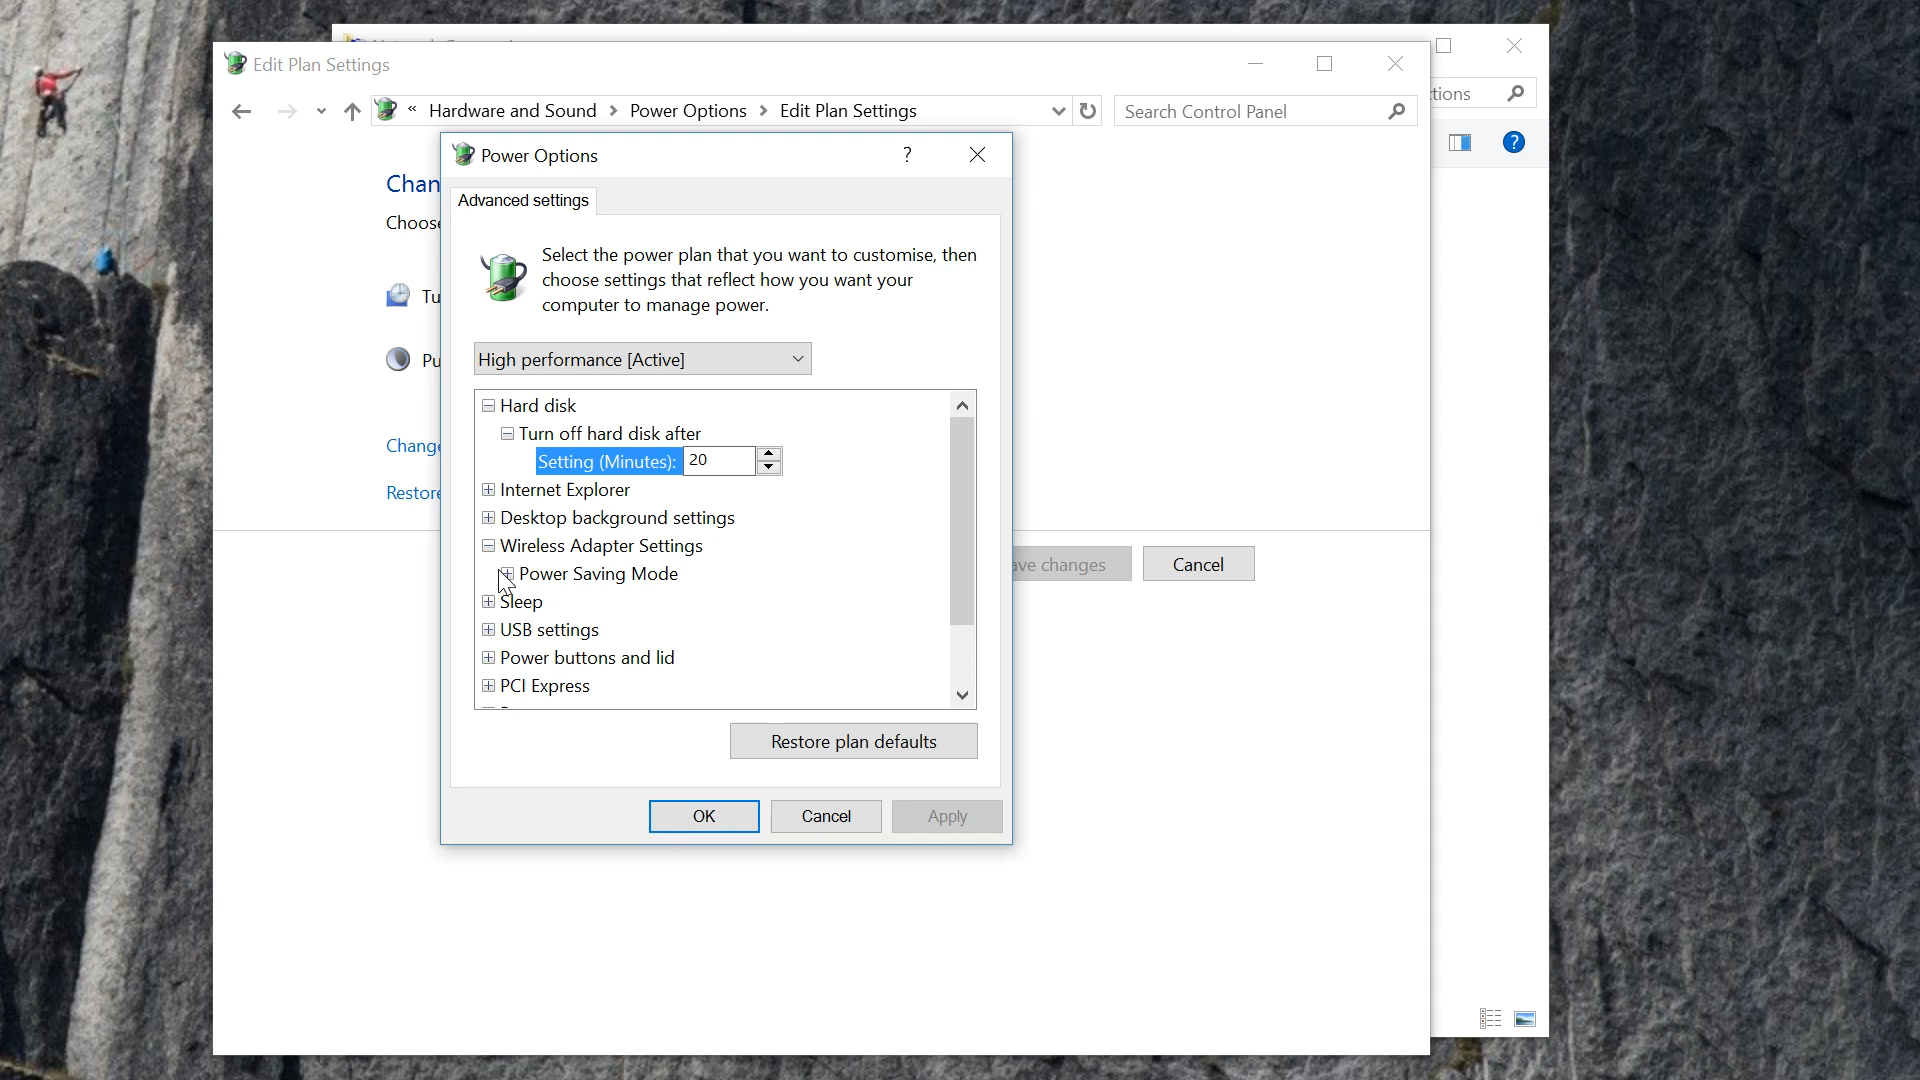 Edit Plan Settings
« Hardware and Sound > Power Options > Edit Plan Settings
Search Control Panel
tions
Power Options
?
?
Advanced settings
Chan
Choose
Select the power plan that you want to customise, then
choose settings that reflect how you want your
computer to manage power.
Tu
High performance [Active]
Pu
Hard disk
Turn off hard disk after
Change
Setting (Minutes): 20
Restore
Internet Explorer
Desktop background settings
Wireless Adapter Settings
ave changes
Cancel
Power Saving Mode
Sleep
USB settings
Power buttons and lid
PCI Express
Restore plan defaults
OK
Cancel
Apply